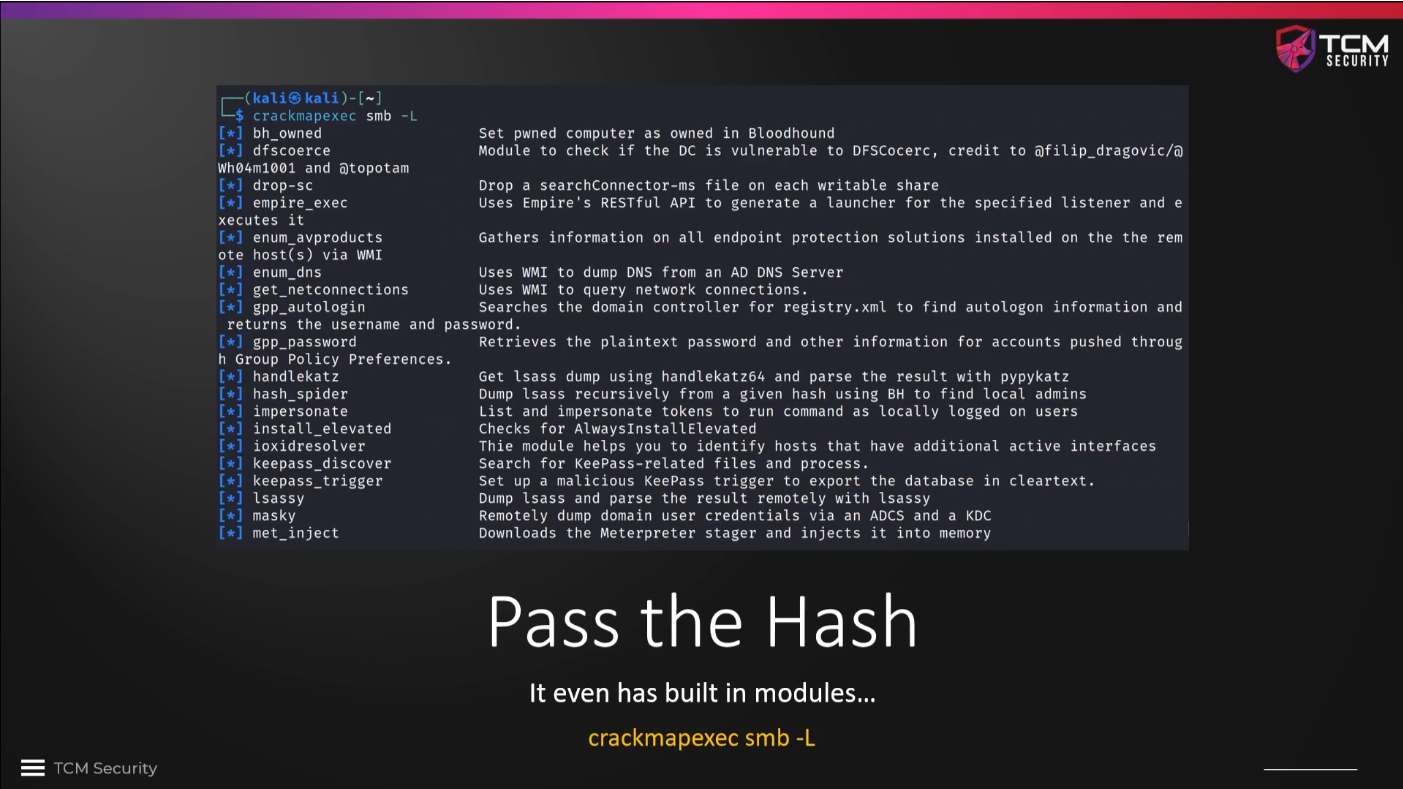 TCM
SECURITY
┌──(kali㉿kali)-[~]
└─$ crackmapexec smb -L
[*] bh_owned Set pwned computer as owned in Bloodhound
[*] dfscoerce Module to check if the DC is vulnerable to DFSCocerc, credit to @filip_dragovic/@
Wh04m1001 and @topotam
[*] drop-sc Drop a searchConnector-ms file on each writable share
[*] empire_exec Uses Empire's RESTful API to generate a launcher for the specified listener and e
xecutes it
[*] enum_avproducts Gathers information on all endpoint protection solutions installed on the the rem
ote host(s) via WMI
[*] enum_dns Uses WMI to dump DNS from an AD DNS Server
[*] get_netconnections Uses WMI to query network connections.
[*] gpp_autologin Searches the domain controller for registry.xml to find autologon information and
returns the username and password.
[*] gpp_password Retrieves the plaintext password and other information for accounts pushed throug
h Group Policy Preferences.
[*] handlekatz Get lsass dump using handlekatz64 and parse the result with pypykatz
[*] hash_spider Dump lsass recursively from a given hash using BH to find local admins
[*] impersonate List and impersonate tokens to run command as locally logged on users
[*] install_elevated Checks for AlwaysInstallElevated
[*] ioxidresolver Thie module helps you to identify hosts that have additional active interfaces
[*] keepass_discover Search for KeePass-related files and process.
[*] keepass_trigger Set up a malicious KeePass trigger to export the database in cleartext.
[*] lsassy Dump lsass and parse the result remotely with lsassy
[*] masky Remotely dump domain user credentials via an ADCS and a KDC
[*] met_inject Downloads the Meterpreter stager and injects it into memory
Pass the Hash
It even has built in modules…
crackmapexec smb -L
TCM Security